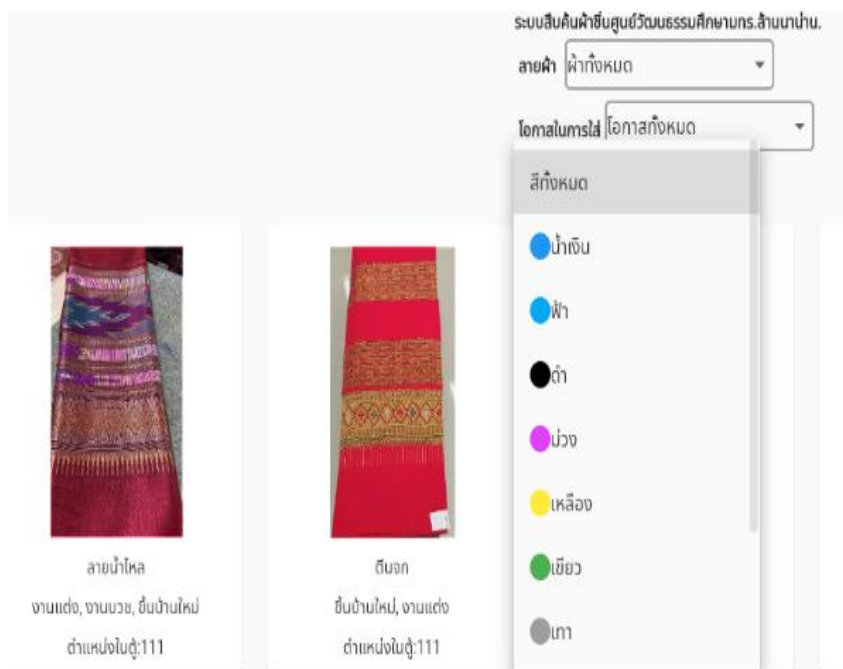 ระบบสืบค้นผ้าซิ่นศูนย์วัฒนธรรมศึกษามทร.ล้านนาน่าน.
ลายผ้า ผ้าทั้งหมด
โอกาสในการใส่ โอกาสทั้งหมด
สีทั้งหมด
น้ำเงิน
ฟ้า
ดำ
ม่วง
เหลือง
เขียว
เทา
ลายน้ำไหล
งานแต่ง, งานบวช, ขึ้นบ้านใหม่
ตำแหน่งในตู้:111
ตีนจก
ขึ้นบ้านใหม่, งานแต่ง
ตำแหน่งในตู้:111